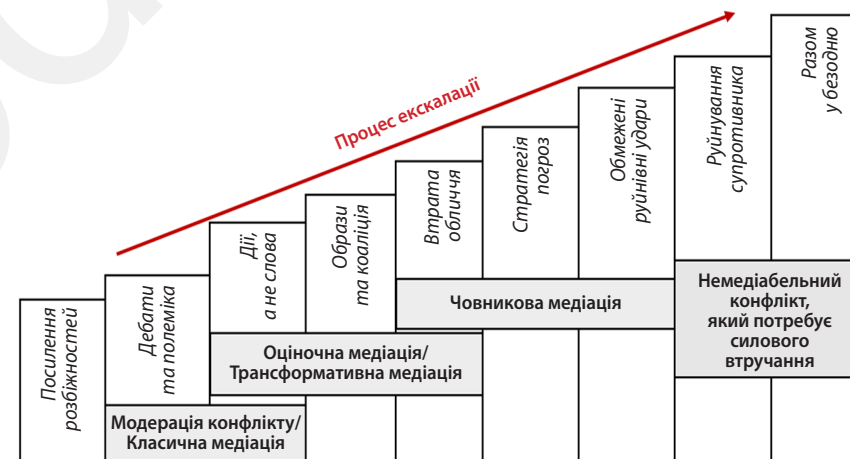 Процес ескалації
Посилення
розбіжностей
Дебати
та полеміка
Дії,
а не слова
Образи
та коаліція
Втрата
обличчя
Стратегія
погроз
Обмежені
руйнівні удари
Руйнування
супротивника
Разом
у безодню
Модерація конфлікту/
Класична медіація
Оціночна медіація/
Трансформативна медіація
Човникова медіація
Немедіабельний
конфлікт,
який потребує
силового
втручання